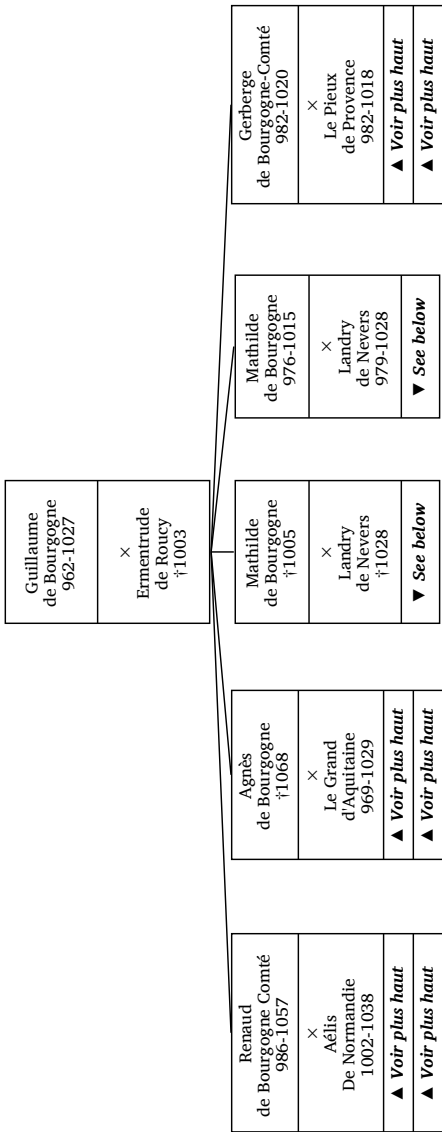 Guillaume
de Bourgogne
962-1027
×
Ermentrude
de Roucy
†1003
Renaud
de Bourgogne Comté
986-1057
×
Aélis
De Normandie
1002-1038
▲ Voir plus haut
▲ Voir plus haut
Agnès
de Bourgogne
†1068
×
Le Grand
d'Aquitaine
969-1029
▲ Voir plus haut
▲ Voir plus haut
Mathilde
de Bourgogne
†1005
×
Landry
de Nevers
†1028
▼ See below
Mathilde
de Bourgogne
976-1015
×
Landry
de Nevers
979-1028
▼ See below
Gerberge
de Bourgogne-Comté
982-1020
×
Le Pieux
de Provence
982-1018
▲ Voir plus haut
▲ Voir plus haut